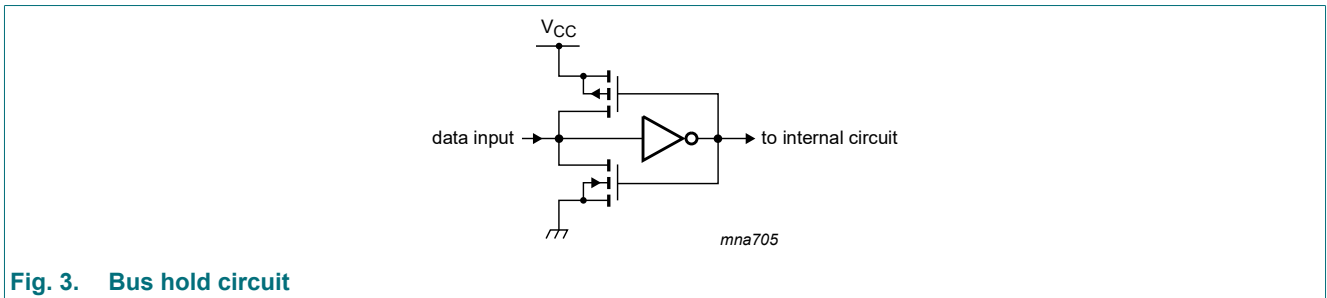 VCC
data input
to internal circuit
mna705
Fig. 3. Bus hold circuit